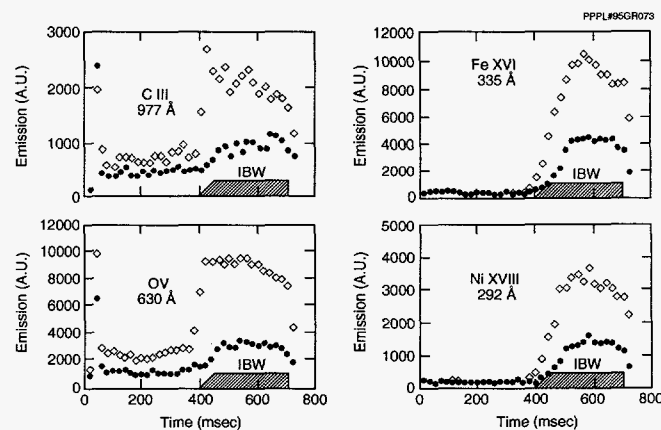 PPPL#95GR073
Emission (A.U.)
3000
2000
1000
0
C III
977 Å
IBW
Emission (A.U.)
12000
10000
8000
6000
4000
2000
0
Fe XVI
335 Å
IBW
Emission (A.U.)
12000
10000
8000
6000
4000
2000
0
OV
630 Å
IBW
0 200 400 600 800
Time (msec)
Emission (A.U.)
5000
4000
3000
2000
1000
0
Ni XVIII
292 Å
IBW
0 200 400 600 800
Time (msec)